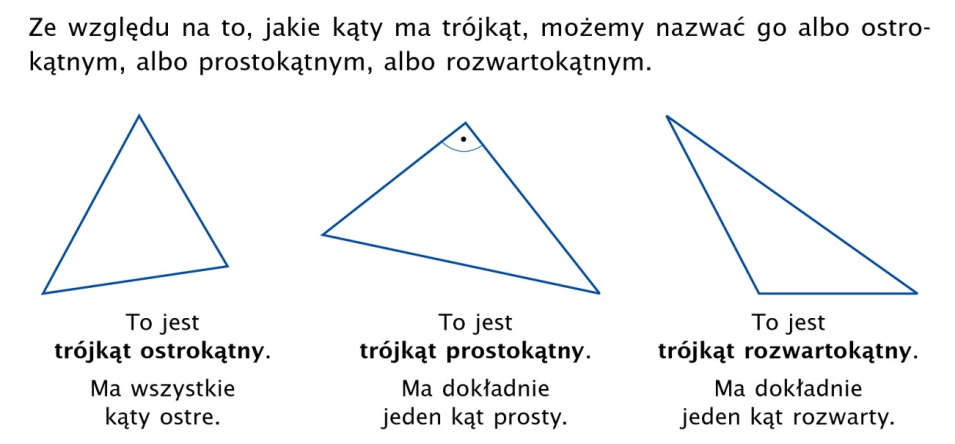 Ze względu na to, jakie kąty ma trójkąt, możemy nazwać go albo ostro-
kątnym, albo prostokątnym, albo rozwartokątnym.
To jest
trójkąt ostrokątny.
Ma wszystkie
kąty ostre.
To jest
trójkąt prostokątny.
Ma dokładnie
jeden kąt prosty.
To jest
trójkąt rozwartokątny.
Ma dokładnie
jeden kąt rozwarty.